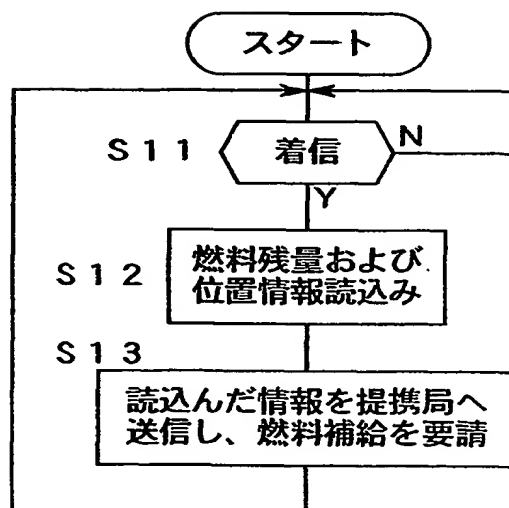 スタート
S11 着信 N
Y
S12 燃料残量および
位置情報読込み
S13
読込んだ情報を提携局へ
送信し、燃料補給を要請